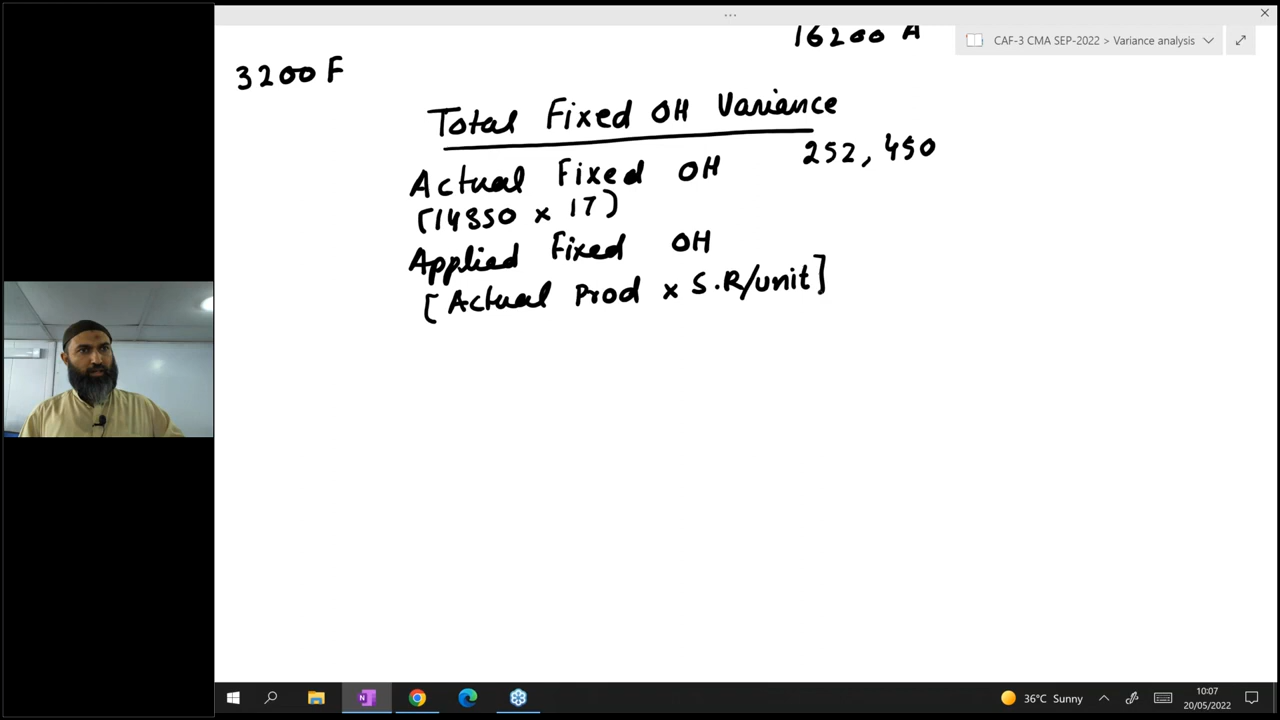 16200 A
CAF-3 CMA SEP-2022 > Variance analysis
3200 F
Total Fixed OH Variance
Actual Fixed OH 252,450
[14850 x 17]
Applied Fixed OH
[Actual Prod x S.R/unit]
36°C Sunny
10:07
20/05/2022